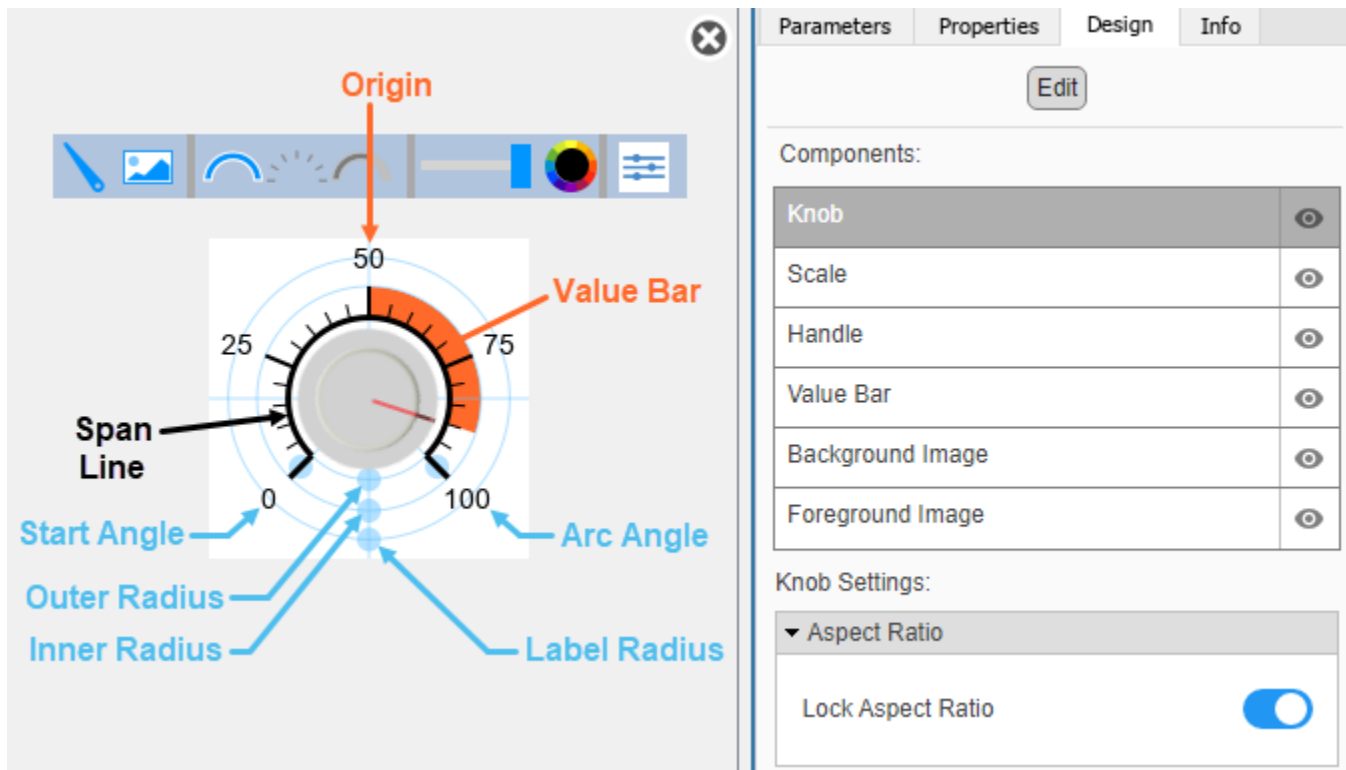 Origin
50
Value Bar
25
75
Span
Line
0
100
Start Angle
Arc Angle
Outer Radius
Inner Radius
Label Radius
Parameters
Properties
Design
Info
Edit
Components:
Knob
Scale
Handle
Value Bar
Background Image
Foreground Image
Knob Settings:
Aspect Ratio
Lock Aspect Ratio